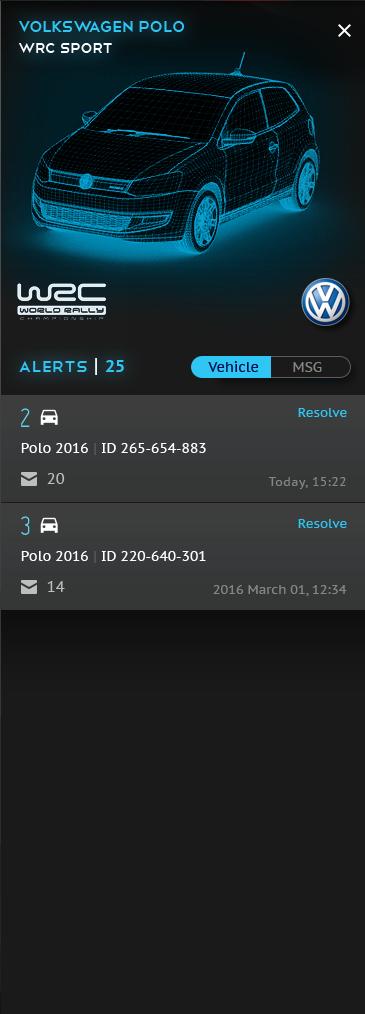 VOLKSWAGEN POLO
WRC SPORT
WRC
WORLD RALLY
CHAMPIONSHIP
ALERTS | 25
Vehicle MSG
2 Resolve
Polo 2016 | ID 265-654-883
20 Today, 15:22
3 Resolve
Polo 2016 | ID 220-640-301
14 2016 March 01, 12:34